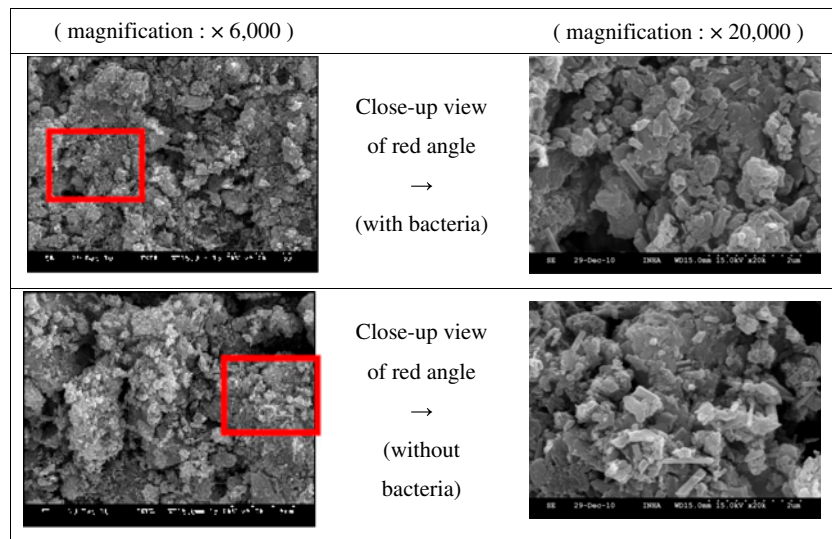 ( magnification : × 6,000 )
( magnification : × 20,000 )
Close-up view
of red angle
→
(with bacteria)
SE 29-Dec-10 INHA WD15.0mm 15.0kV x20k 2um
Close-up view
of red angle
→
(without
bacteria)
SE 29-Dec-10 INHA WD15.0mm 15.0kV x20k 2um